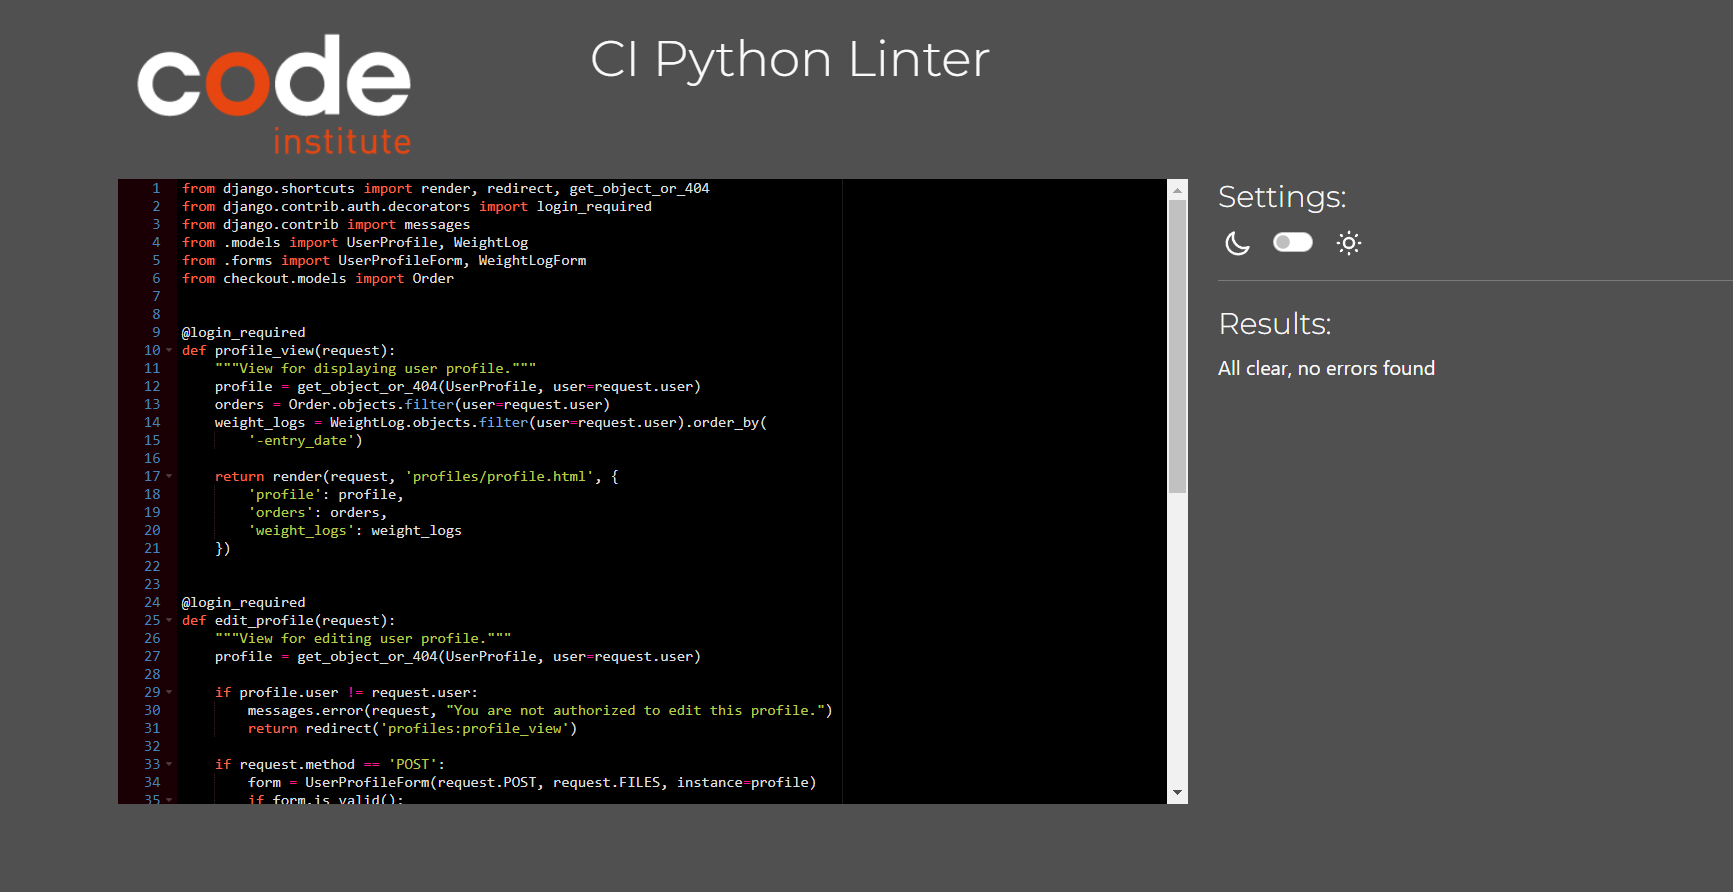 code
institute
CI Python Linter
1 from django.shortcuts import render, redirect, get_object_or_404
2 from django.contrib.auth.decorators import login_required
3 from django.contrib import messages
4 from .models import UserProfile, WeightLog
5 from .forms import UserProfileForm, WeightLogForm
6 from checkout.models import Order
7
8
9 @login_required
10 def profile_view(request):
11     """View for displaying user profile."""
12     profile = get_object_or_404(UserProfile, user=request.user)
13     orders = Order.objects.filter(user=request.user)
14     weight_logs = WeightLog.objects.filter(user=request.user).order_by(
15         '-entry_date')
16
17     return render(request, 'profiles/profile.html', {
18         'profile': profile,
19         'orders': orders,
20         'weight_logs': weight_logs
21     })
22
23
24 @login_required
25 def edit_profile(request):
26     """View for editing user profile."""
27     profile = get_object_or_404(UserProfile, user=request.user)
28
29     if profile.user != request.user:
30         messages.error(request, "You are not authorized to edit this profile.")
31         return redirect('profiles:profile_view')
32
33     if request.method == 'POST':
34         form = UserProfileForm(request.POST, request.FILES, instance=profile)
35         if form.is_valid():
Settings:
Results:
All clear, no errors found